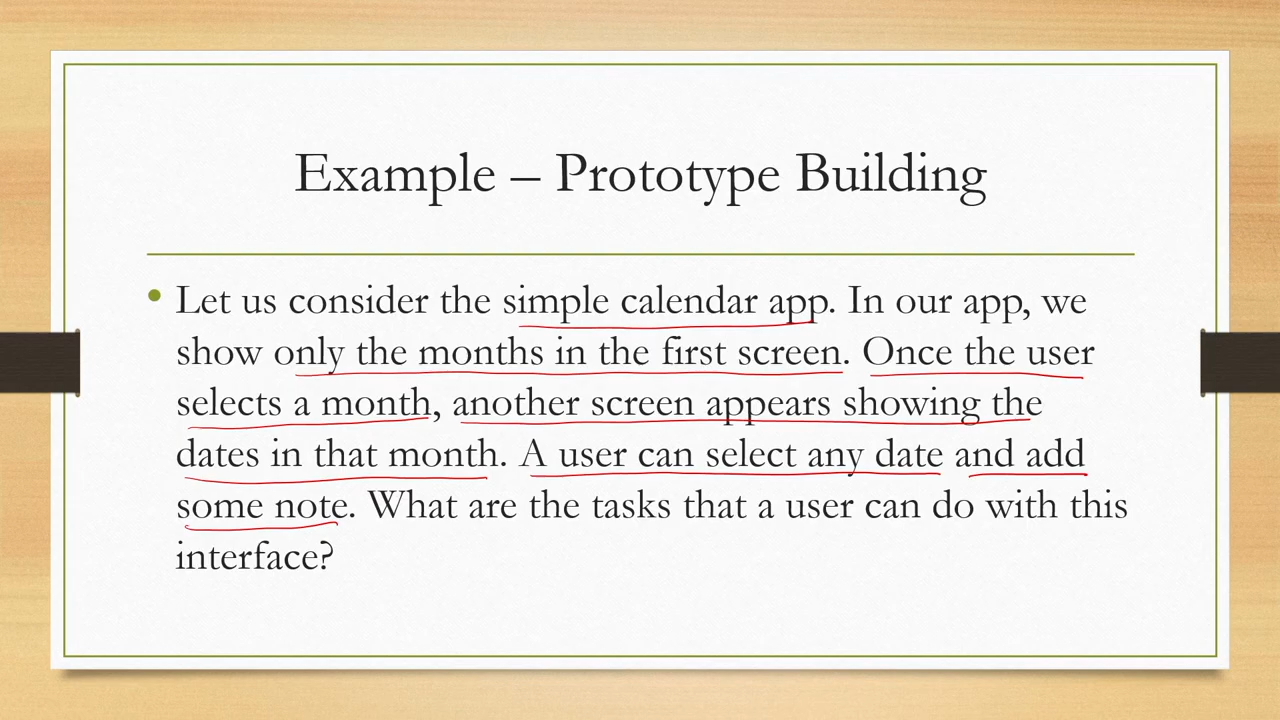 Example – Prototype Building
• Let us consider the simple calendar app. In our app, we
show only the months in the first screen. Once the user
selects a month, another screen appears showing the
dates in that month. A user can select any date and add
some note. What are the tasks that a user can do with this
interface?